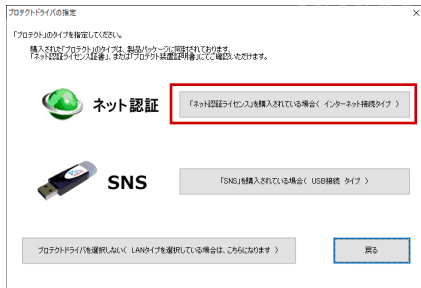 プロテクトドライバの指定
「プロテクト」のタイプを指定してください。
購入された「プロテクト」のタイプは、製品パッケージに同封されております。
「ネット認証ライセンス証書」、または「プロテクト装置証明書」にてご確認いただけます。
ネット認証
「ネット認証ライセンス」を購入されている場合( インターネット接続タイプ )
SNS
「SNS」を購入されている場合( USB接続 タイプ )
プロテクトドライバを選択しない( LANタイプを選択している場合は、こちらになります )
戻る